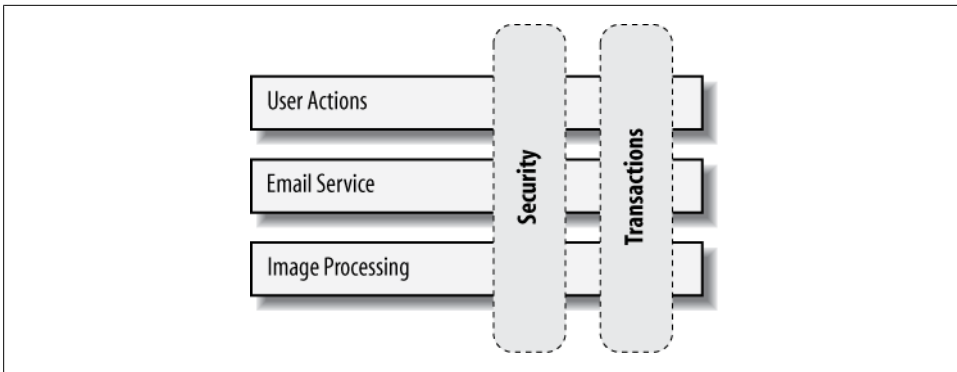 User Actions
Email Service
Image Processing
Security
Transactions